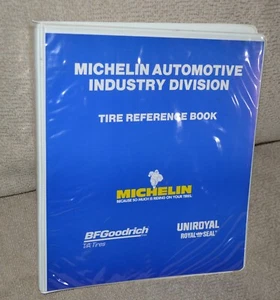 MICHELIN AUTOMOTIVE
INDUSTRY DIVISION
TIRE REFERENCE BOOK
MICHELIN
BECAUSE SO MUCH IS RIDING ON YOUR TIRES.
BFGoodrich
Tires
UNIROYAL
ROYAL SEAL